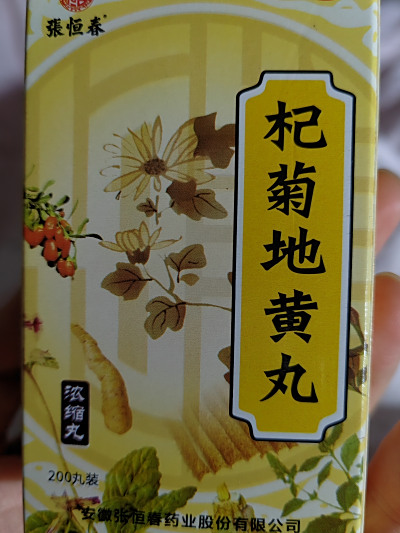 張恒春
杞菊地黄丸
浓缩丸
200丸装
安徽张恒春药业股份有限公司